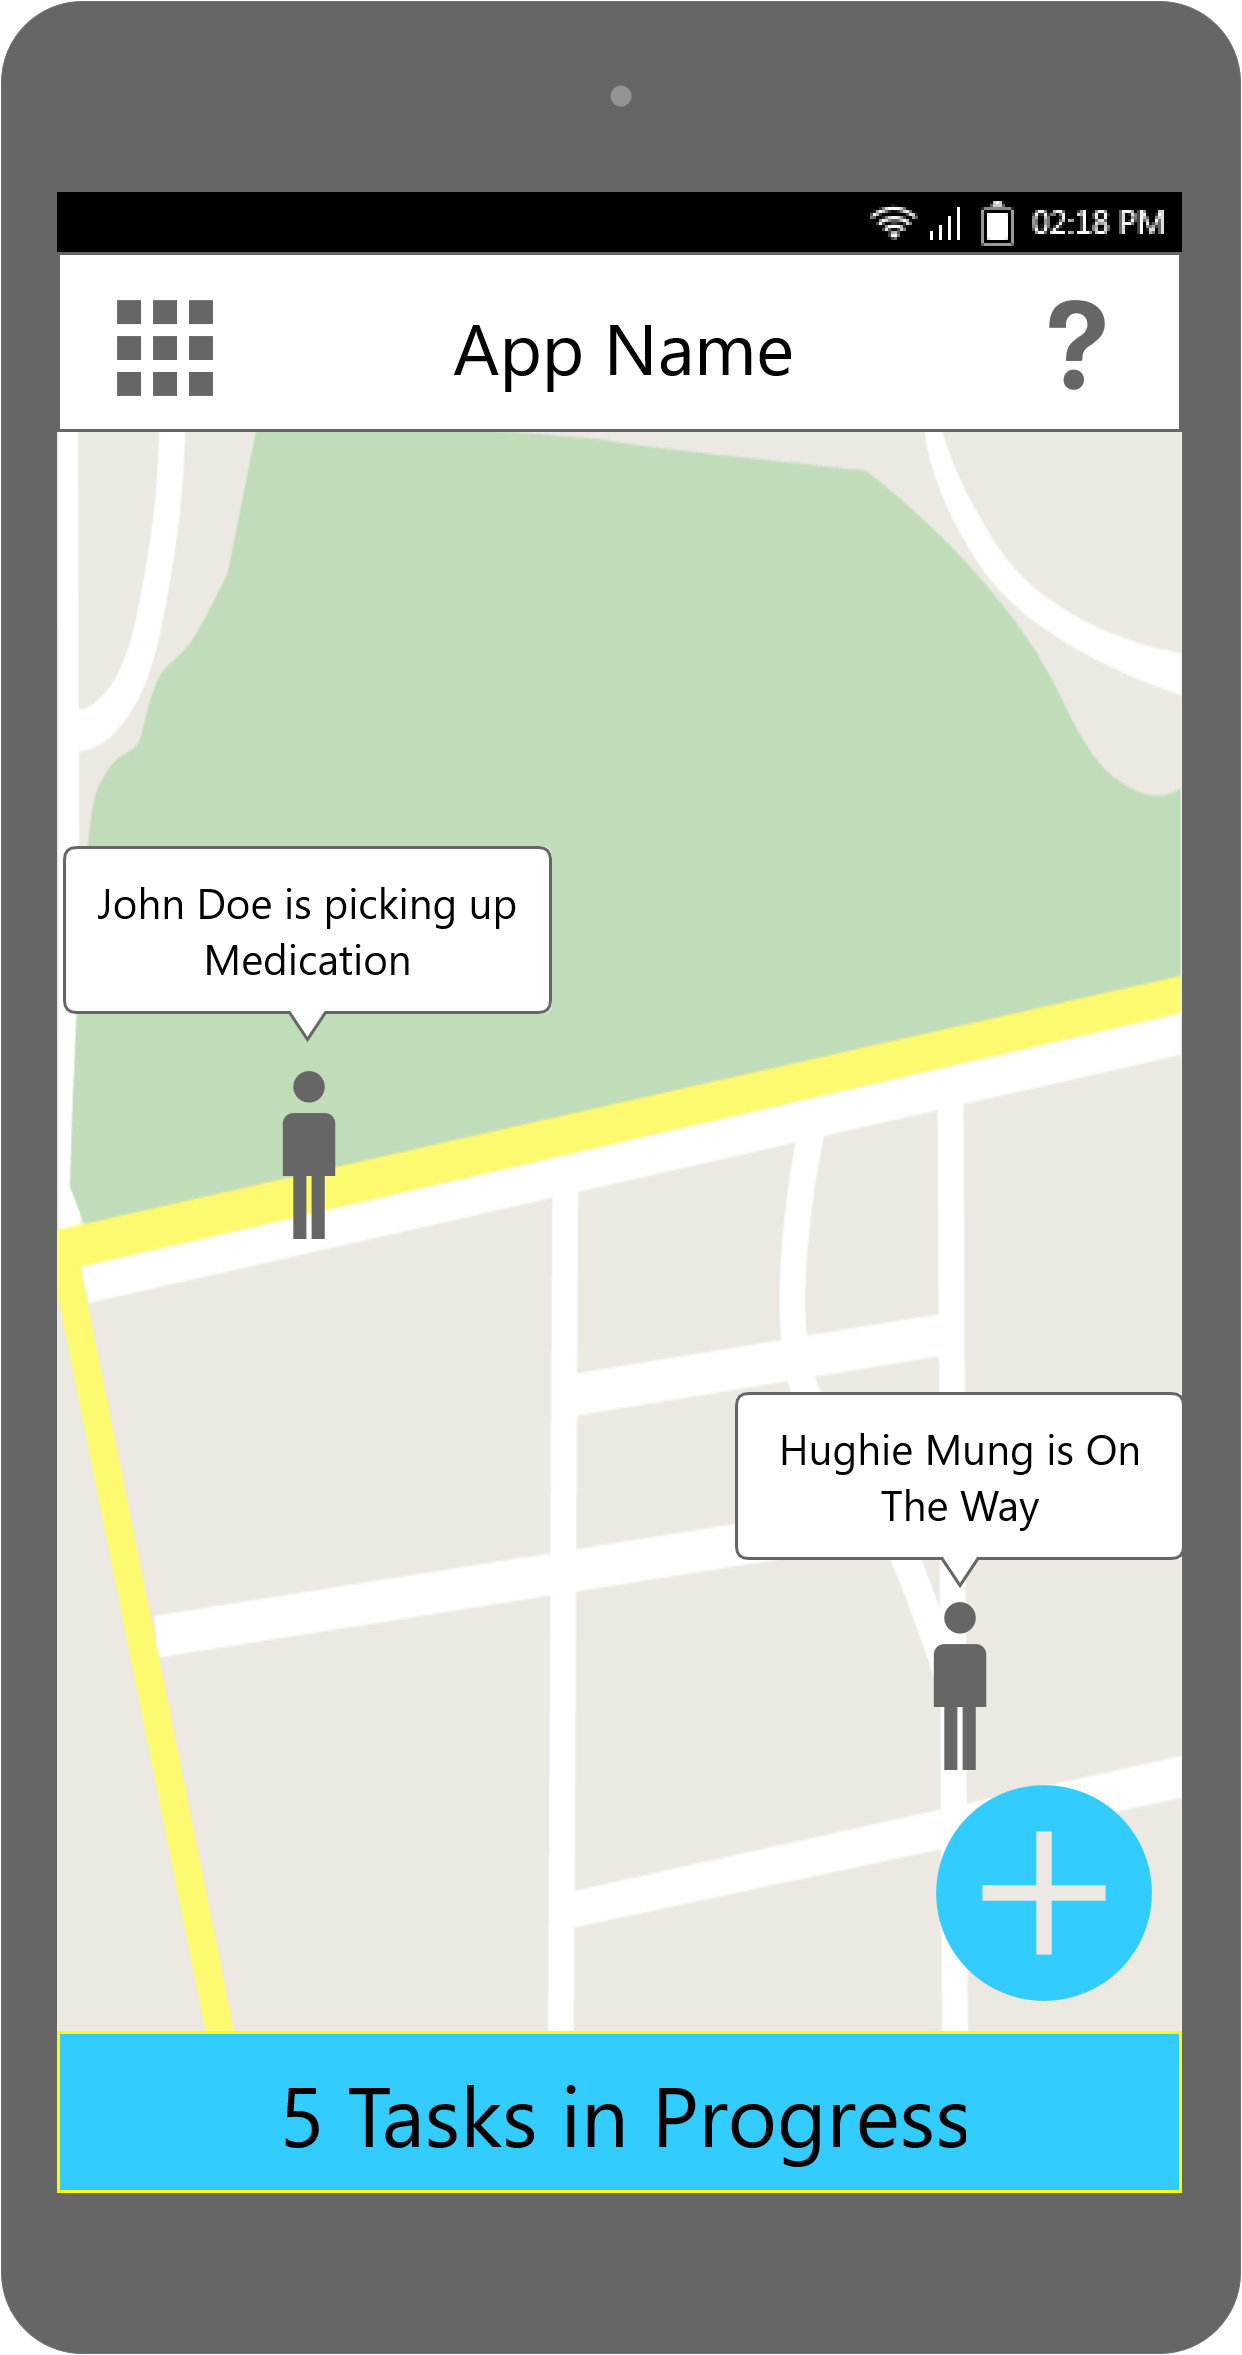 02:18 PM
App Name
?
John Doe is picking up
Medication
Hughie Mung is On
The Way
5 Tasks in Progress